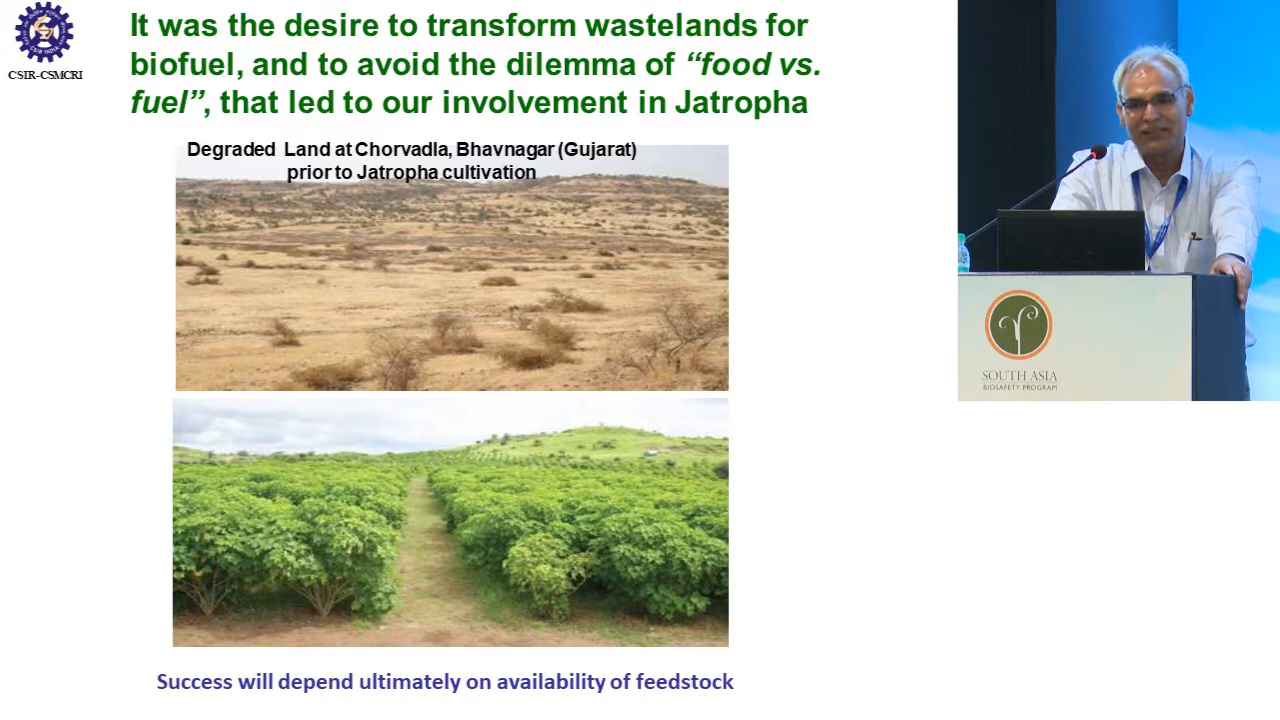 CSIR-CSMCRI
It was the desire to transform wastelands for
biofuel, and to avoid the dilemma of “food vs.
fuel”, that led to our involvement in Jatropha
Degraded Land at Chorvadla, Bhavnagar (Gujarat)
prior to Jatropha cultivation
Success will depend ultimately on availability of feedstock
SOUTH ASIA
BIOSAFETY PROGRAM